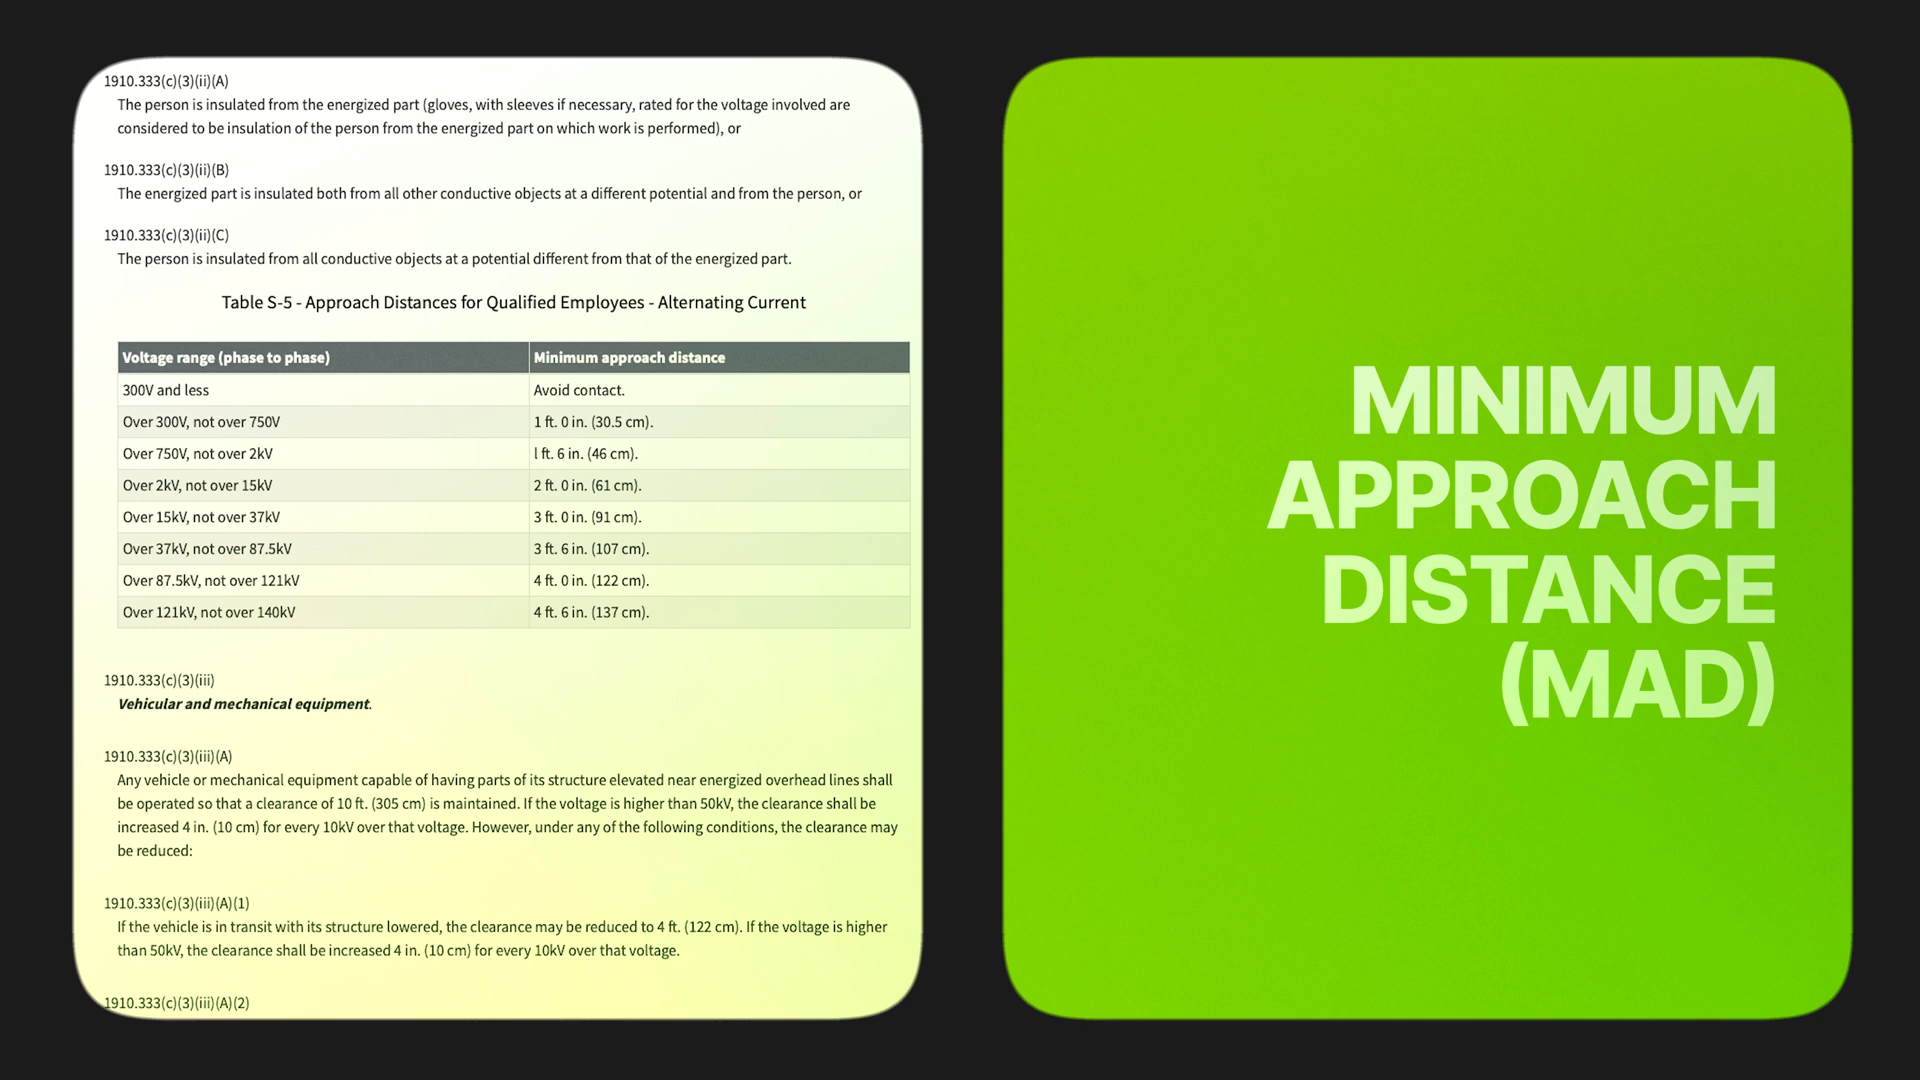 1910.333(c)(3)(ii)(A)
The person is insulated from the energized part (gloves, with sleeves if necessary, rated for the voltage involved are
considered to be insulation of the person from the energized part on which work is performed), or
1910.333(c)(3)(ii)(B)
The energized part is insulated both from all other conductive objects at a different potential and from the person, or
1910.333(c)(3)(ii)(C)
The person is insulated from all conductive objects at a potential different from that of the energized part.
Table S-5 - Approach Distances for Qualified Employees - Alternating Current
Voltage range (phase to phase) Minimum approach distance
300V and less Avoid contact.
Over 300V, not over 750V 1 ft. 0 in. (30.5 cm).
Over 750V, not over 2kV l ft. 6 in. (46 cm).
Over 2kV, not over 15kV 2 ft. 0 in. (61 cm).
Over 15kV, not over 37kV 3 ft. 0 in. (91 cm).
Over 37kV, not over 87.5kV 3 ft. 6 in. (107 cm).
Over 87.5kV, not over 121kV 4 ft. 0 in. (122 cm).
Over 121kV, not over 140kV 4 ft. 6 in. (137 cm).
1910.333(c)(3)(iii)
Vehicular and mechanical equipment.
1910.333(c)(3)(iii)(A)
Any vehicle or mechanical equipment capable of having parts of its structure elevated near energized overhead lines shall
be operated so that a clearance of 10 ft. (305 cm) is maintained. If the voltage is higher than 50kV, the clearance shall be
increased 4 in. (10 cm) for every 10kV over that voltage. However, under any of the following conditions, the clearance may
be reduced:
1910.333(c)(3)(iii)(A)(1)
If the vehicle is in transit with its structure lowered, the clearance may be reduced to 4 ft. (122 cm). If the voltage is higher
than 50kV, the clearance shall be increased 4 in. (10 cm) for every 10kV over that voltage.
1910.333(c)(3)(iii)(A)(2)
MINIMUM
APPROACH
DISTANCE
(MAD)